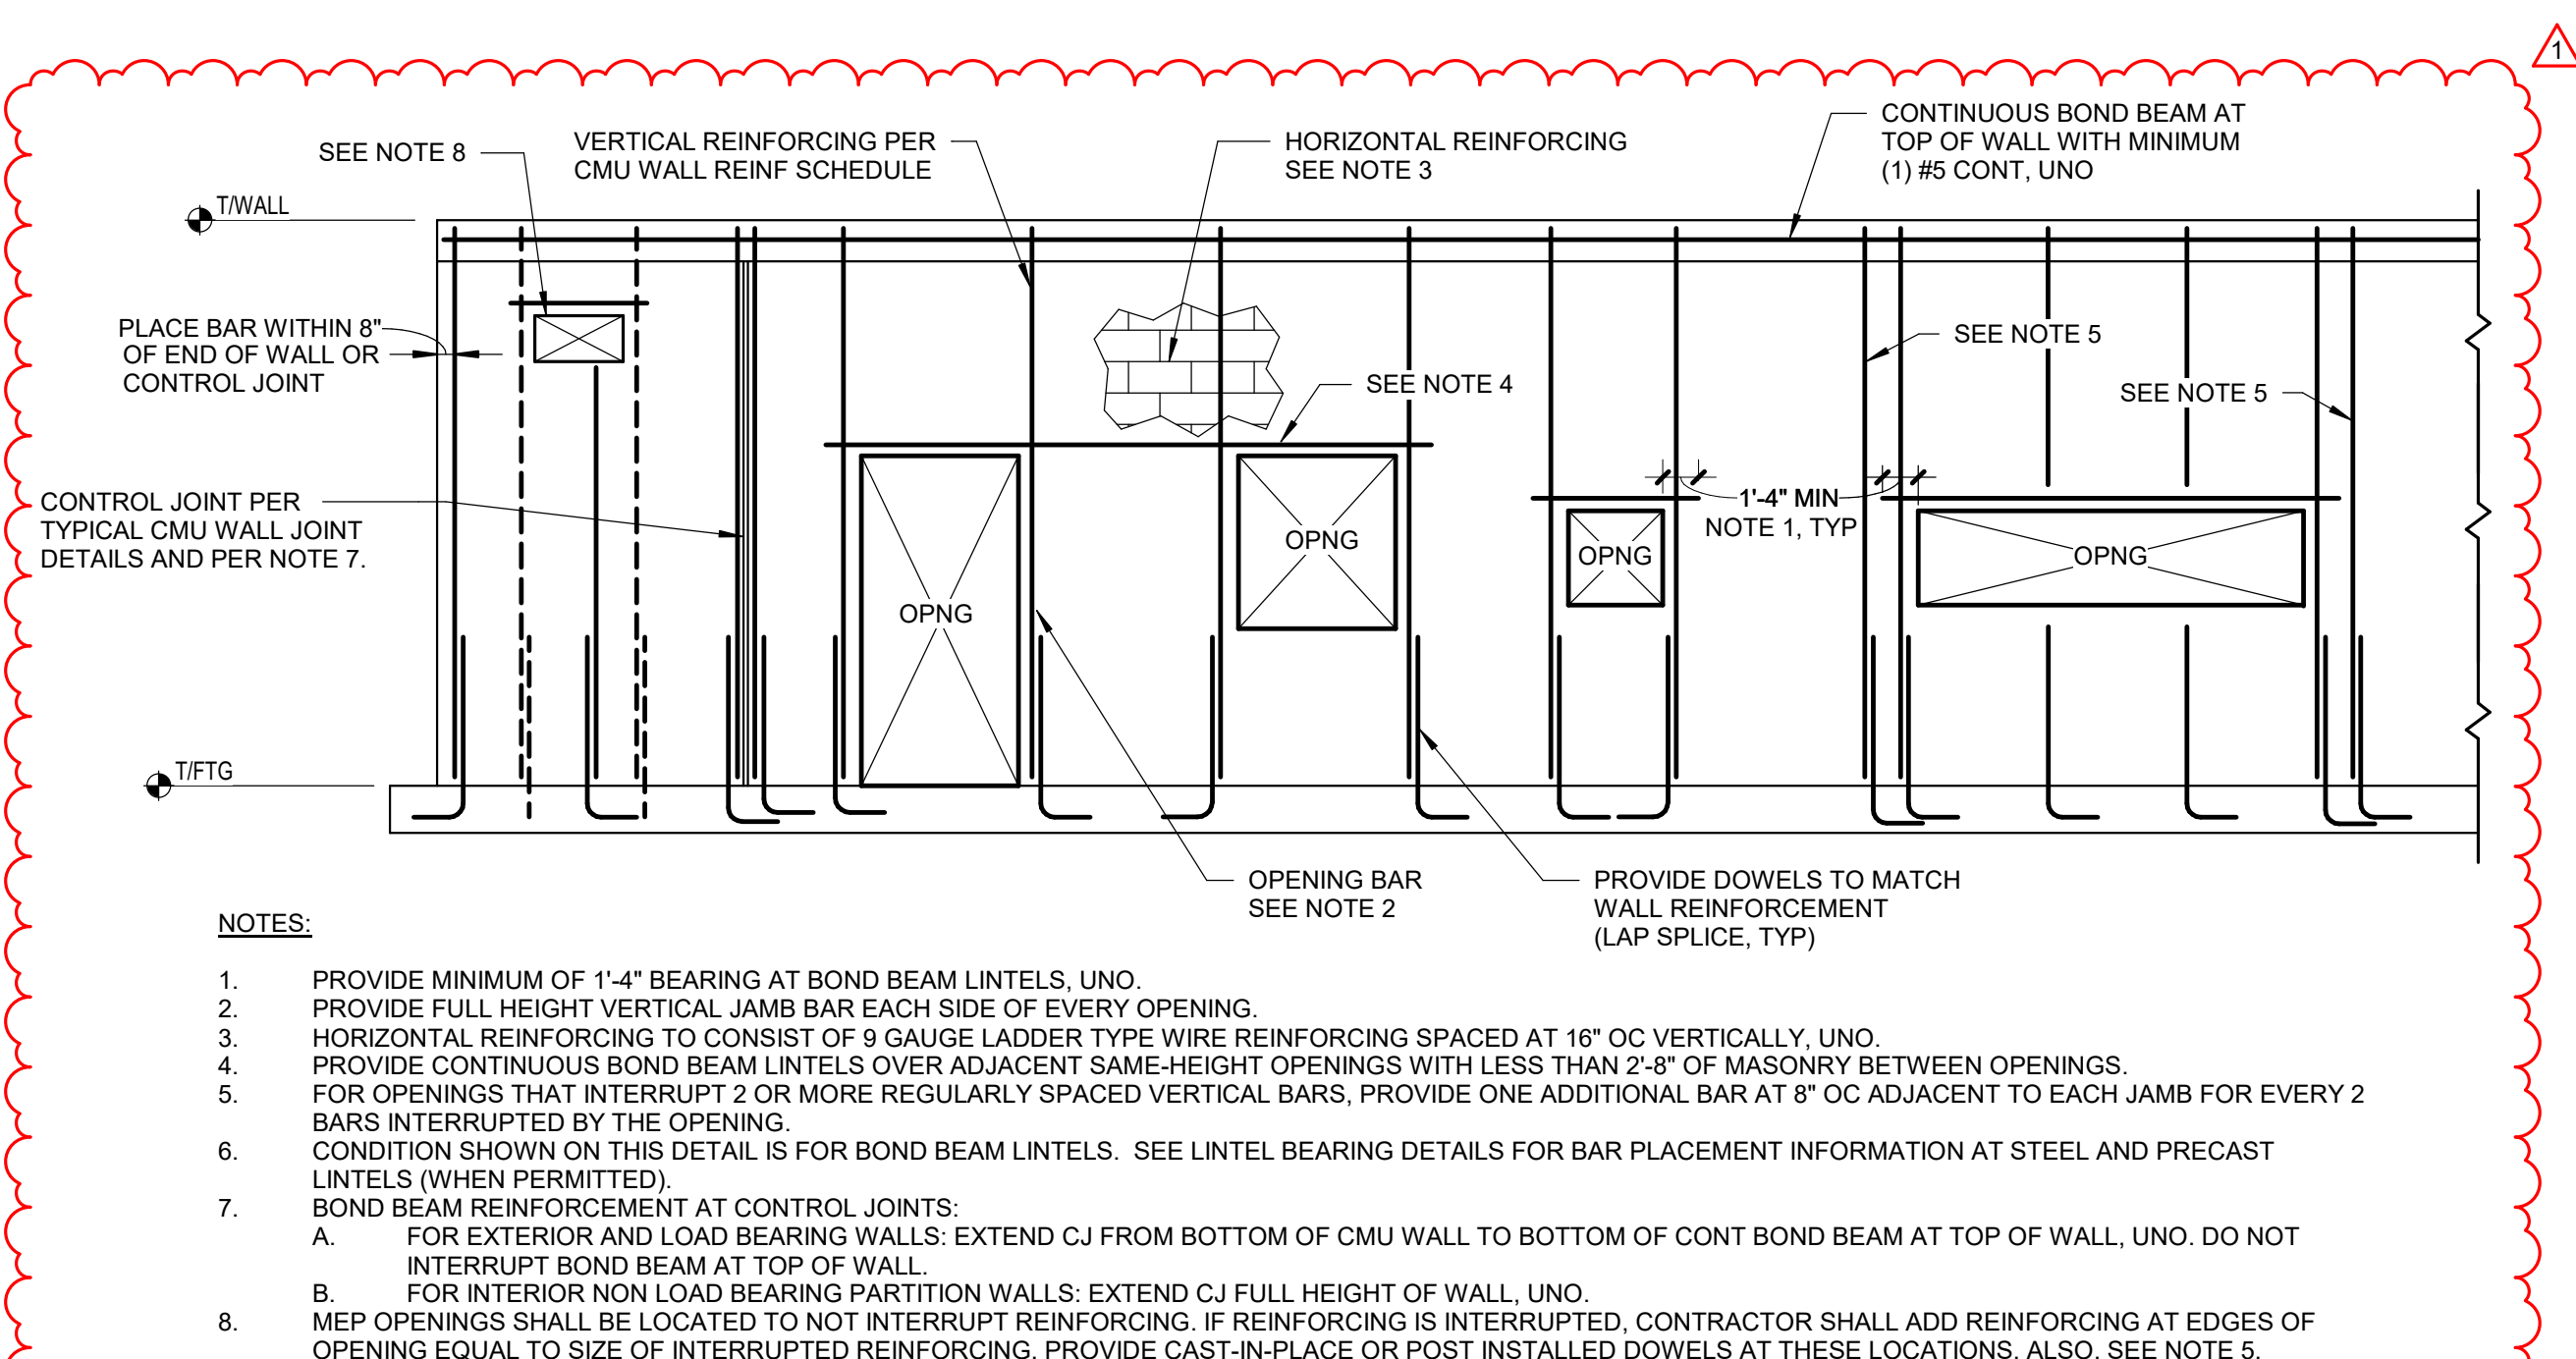 1
SEE NOTE 8
VERTICAL REINFORCING PER
CMU WALL REINF SCHEDULE
HORIZONTAL REINFORCING
SEE NOTE 3
CONTINUOUS BOND BEAM AT
TOP OF WALL WITH MINIMUM
(1) #5 CONT, UNO
T/WALL
PLACE BAR WITHIN 8"
OF END OF WALL OR
CONTROL JOINT
SEE NOTE 4
SEE NOTE 5
SEE NOTE 5
CONTROL JOINT PER
TYPICAL CMU WALL JOINT
DETAILS AND PER NOTE 7.
1'-4" MIN
NOTE 1, TYP
OPNG
OPNG
OPNG
OPNG
T/FTG
OPENING BAR
SEE NOTE 2
PROVIDE DOWELS TO MATCH
WALL REINFORCEMENT
(LAP SPLICE, TYP)
NOTES:
1. PROVIDE MINIMUM OF 1'-4" BEARING AT BOND BEAM LINTELS, UNO.
2. PROVIDE FULL HEIGHT VERTICAL JAMB BAR EACH SIDE OF EVERY OPENING.
3. HORIZONTAL REINFORCING TO CONSIST OF 9 GAUGE LADDER TYPE WIRE REINFORCING SPACED AT 16" OC VERTICALLY, UNO.
4. PROVIDE CONTINUOUS BOND BEAM LINTELS OVER ADJACENT SAME-HEIGHT OPENINGS WITH LESS THAN 2'-8" OF MASONRY BETWEEN OPENINGS.
5. FOR OPENINGS THAT INTERRUPT 2 OR MORE REGULARLY SPACED VERTICAL BARS, PROVIDE ONE ADDITIONAL BAR AT 8" OC ADJACENT TO EACH JAMB FOR EVERY 2
BARS INTERRUPTED BY THE OPENING.
6. CONDITION SHOWN ON THIS DETAIL IS FOR BOND BEAM LINTELS. SEE LINTEL BEARING DETAILS FOR BAR PLACEMENT INFORMATION AT STEEL AND PRECAST
LINTELS (WHEN PERMITTED).
7. BOND BEAM REINFORCEMENT AT CONTROL JOINTS:
A. FOR EXTERIOR AND LOAD BEARING WALLS: EXTEND CJ FROM BOTTOM OF CMU WALL TO BOTTOM OF CONT BOND BEAM AT TOP OF WALL, UNO. DO NOT
INTERRUPT BOND BEAM AT TOP OF WALL.
B. FOR INTERIOR NON LOAD BEARING PARTITION WALLS: EXTEND CJ FULL HEIGHT OF WALL, UNO.
8. MEP OPENINGS SHALL BE LOCATED TO NOT INTERRUPT REINFORCING. IF REINFORCING IS INTERRUPTED, CONTRACTOR SHALL ADD REINFORCING AT EDGES OF
OPENING EQUAL TO SIZE OF INTERRUPTED REINFORCING. PROVIDE CAST-IN-PLACE OR POST INSTALLED DOWELS AT THESE LOCATIONS. ALSO, SEE NOTE 5.